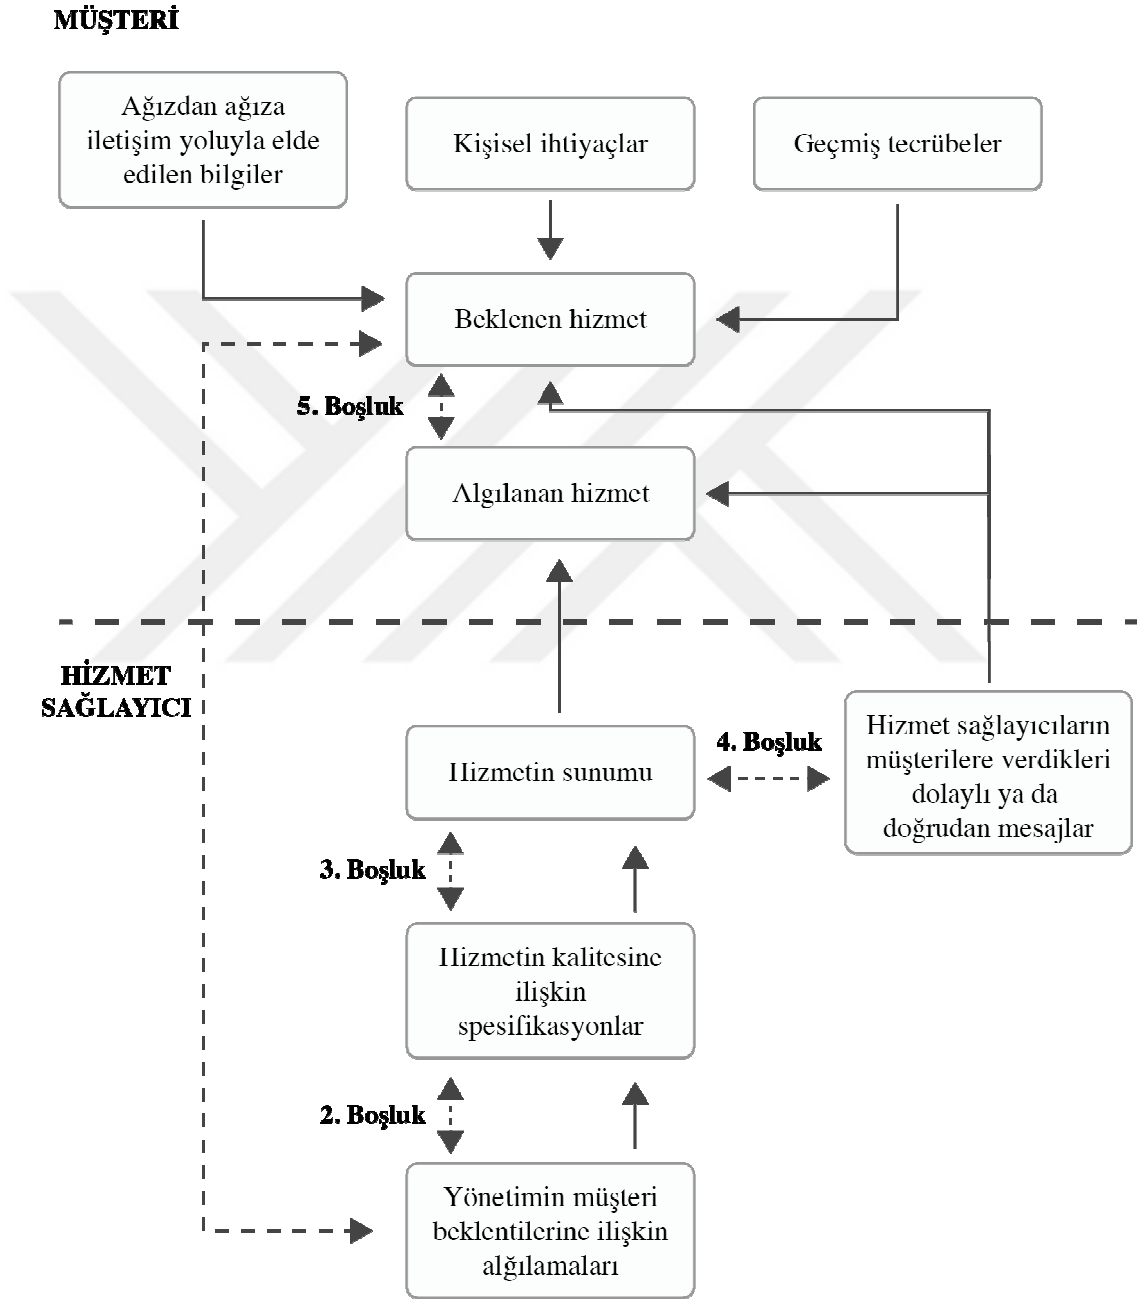 MÜŞTERİ
Ağızdan ağıza
iletişim yoluyla elde
edilen bilgiler
Kişisel ihtiyaçlar
Geçmiş tecrübeler
Beklenen hizmet
5. Boşluk
Algılanan hizmet
HİZMET
SAĞLAYICI
Hizmetin sunumu
4. Boşluk
Hizmet sağlayıcıların
müşterilere verdikleri
dolaylı ya da
doğrudan mesajlar
3. Boşluk
Hizmetin kalitesine
ilişkin
spesifikasyonlar
2. Boşluk
Yönetimin müşteri
beklentilerine ilişkin
alğılamaları